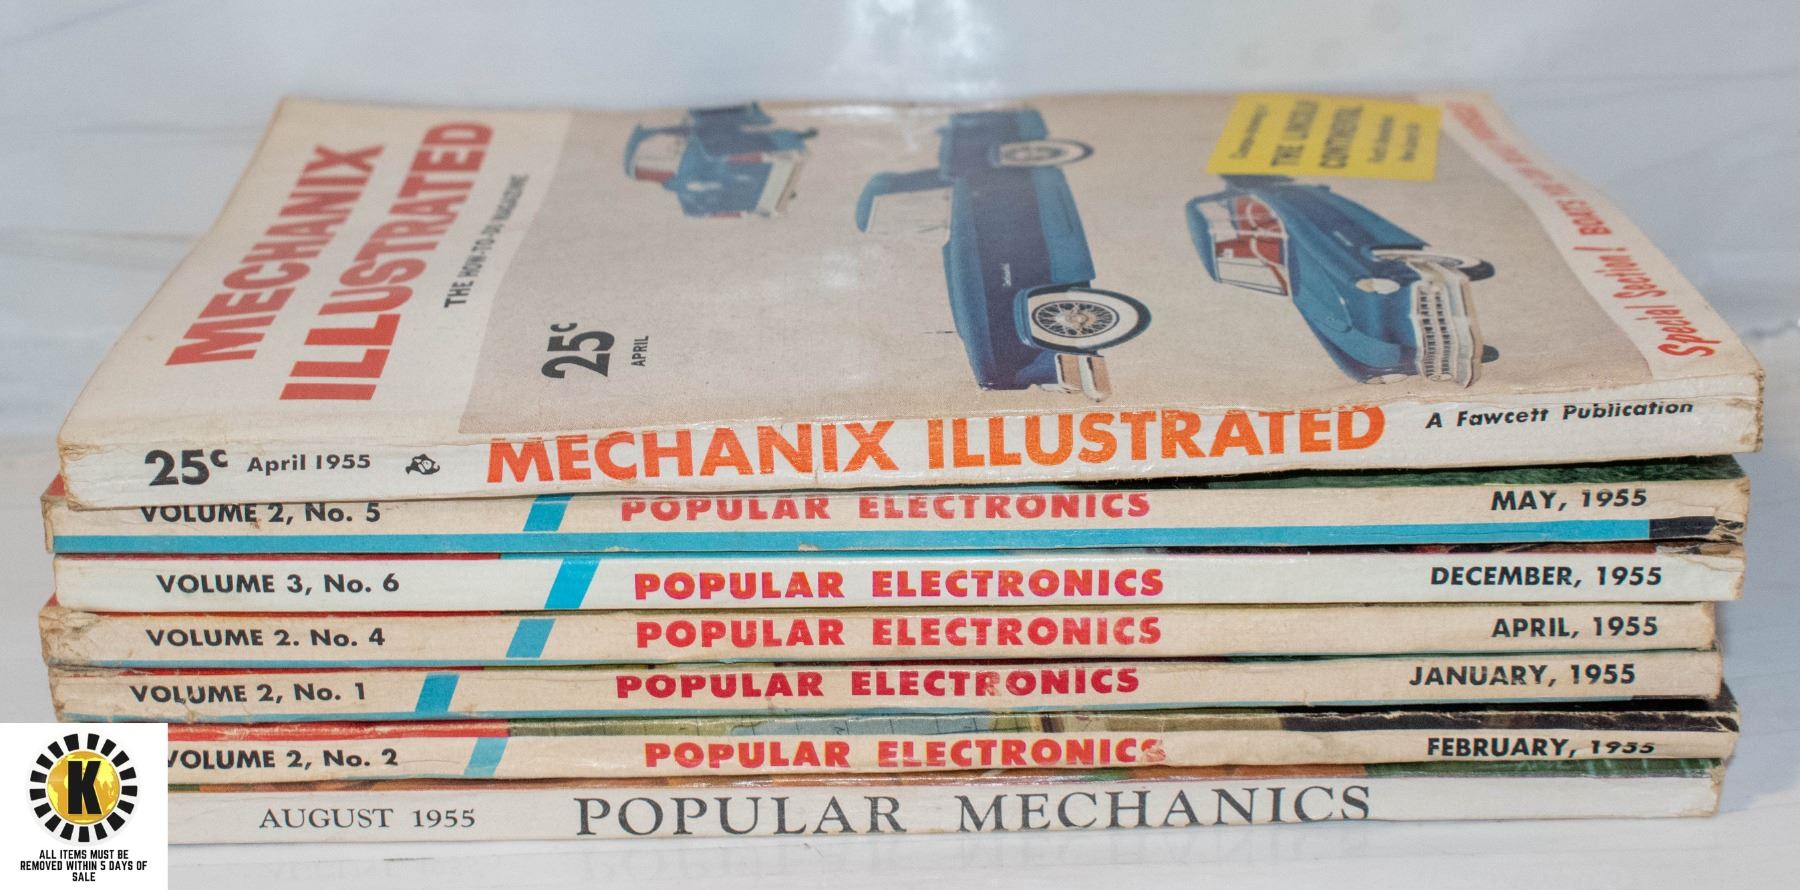 MECHANIX
ILLUSTRATED
THE HOW-TO-DO MAGAZINE
25¢
APRIL
THE LINCOLN
CONTINENTAL
Special Section! BOATS
25¢ April 1955 MECHANIX ILLUSTRATED A Fawcett Publication
VOLUME 2, No. 5 POPULAR ELECTRONICS MAY, 1955
VOLUME 3, No. 6 POPULAR ELECTRONICS DECEMBER, 1955
VOLUME 2. No. 4 POPULAR ELECTRONICS APRIL, 1955
VOLUME 2, No. 1 POPULAR ELECTRONICS JANUARY, 1955
VOLUME 2, No. 2 POPULAR ELECTRONICS FEBRUARY, 1955
AUGUST 1955 POPULAR MECHANICS
K
ALL ITEMS MUST BE
REMOVED WITHIN 5 DAYS OF
SALE